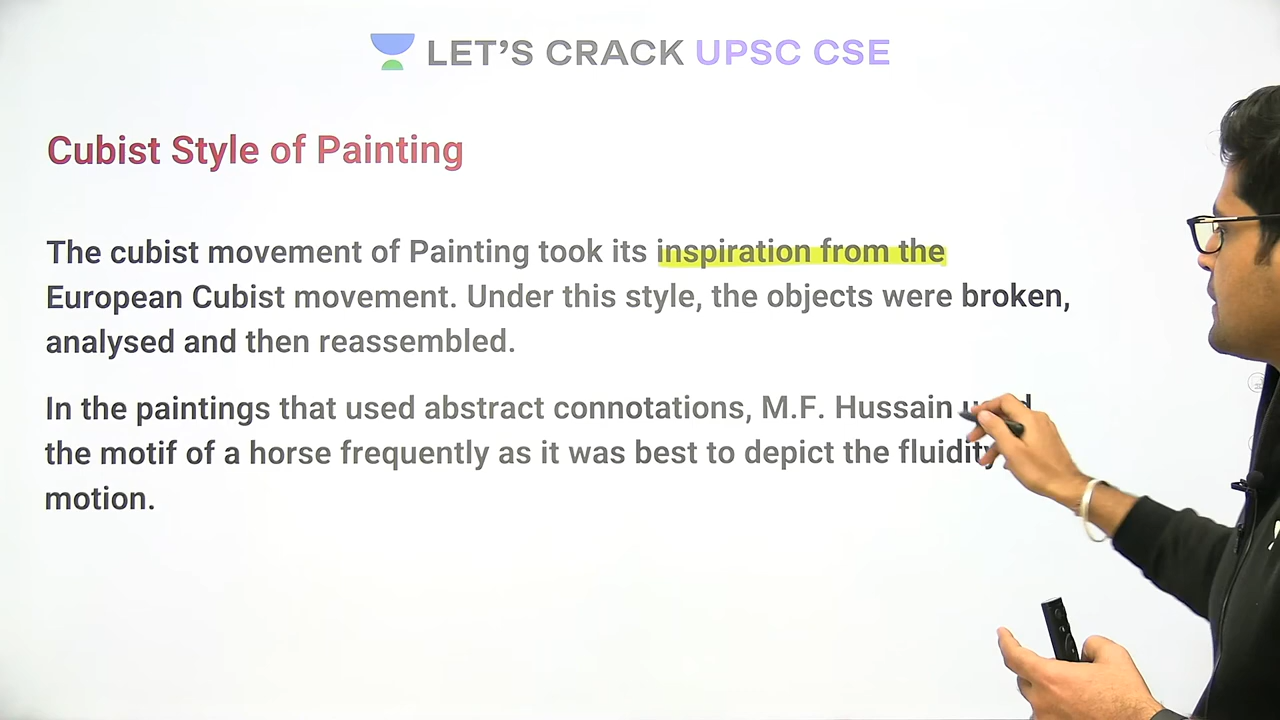 LET'S CRACK UPSC CSE
Cubist Style of Painting
The cubist movement of Painting took its inspiration from the
European Cubist movement. Under this style, the objects were broken,
analysed and then reassembled.
In the paintings that used abstract connotations, M.F. Hussain
the motif of a horse frequently as it was best to depict the fluidity
motion.